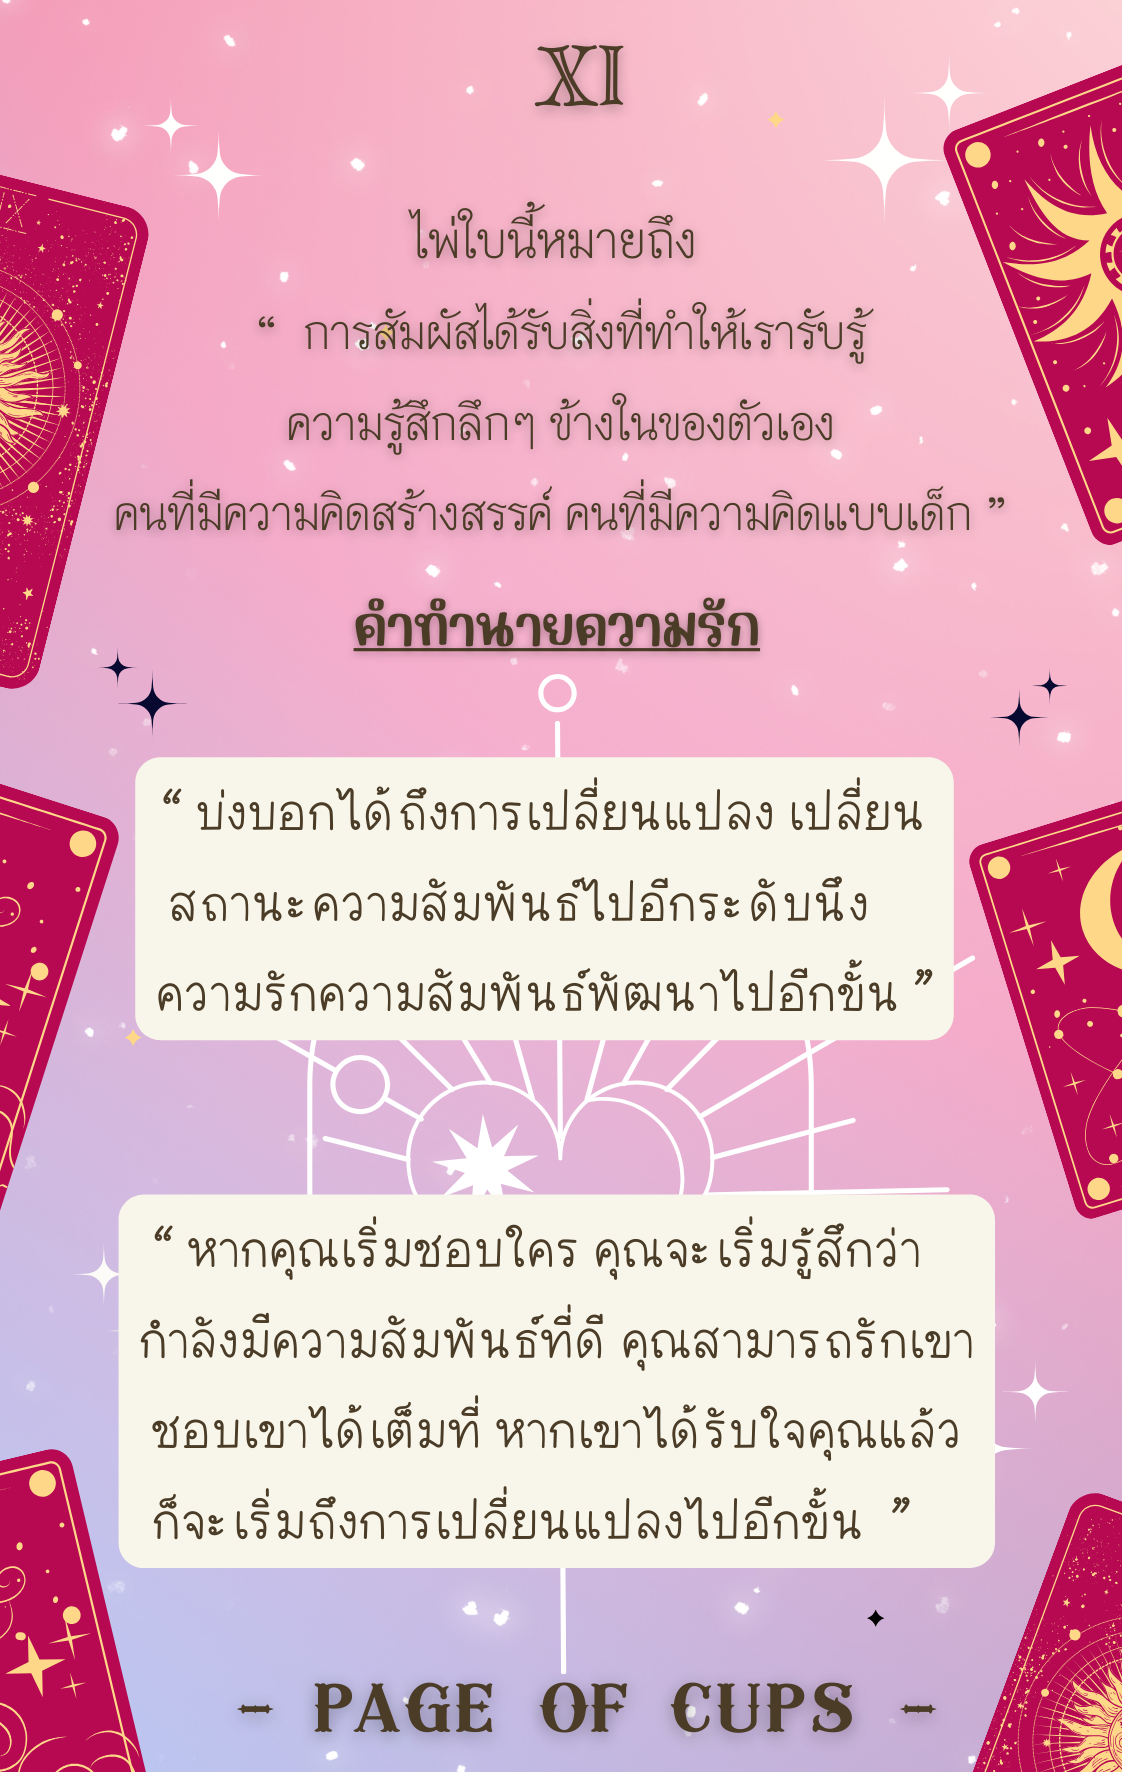 XI
ไพ่ใบนี้หมายถึง
“ การสัมผัสได้รับสิ่งที่ทำให้เรารับรู้
ความรู้สึกลึกๆ ข้างในของตัวเอง
คนที่มีความคิดสร้างสรรค์ คนที่มีความคิดแบบเด็ก ”
คำทำนายความรัก
“ บ่งบอกได้ถึงการเปลี่ยนแปลง เปลี่ยน
สถานะความสัมพันธ์ไปอีกระดับนึง
ความรักความสัมพันธ์พัฒนาไปอีกขั้น ”
“ หากคุณเริ่มชอบใคร คุณจะเริ่มรู้สึกว่า
กำลังมีความสัมพันธ์ที่ดี คุณสามารถรักเขา
ชอบเขาได้เต็มที่ หากเขาได้รับใจคุณแล้ว
ก็จะเริ่มถึงการเปลี่ยนแปลงไปอีกขั้น ”
- PAGE OF CUPS -